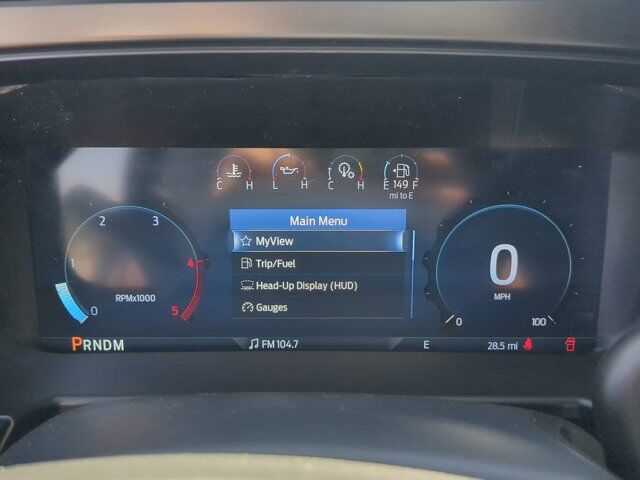 C H L H C H E 149 F
mi to E
Main Menu
MyView
Trip/Fuel
Head-Up Display (HUD)
Gauges
0 1 2 3 4 5
RPMx1000
0
MPH
0 100
PRNDM
FM 104.7
E
28.5 mi